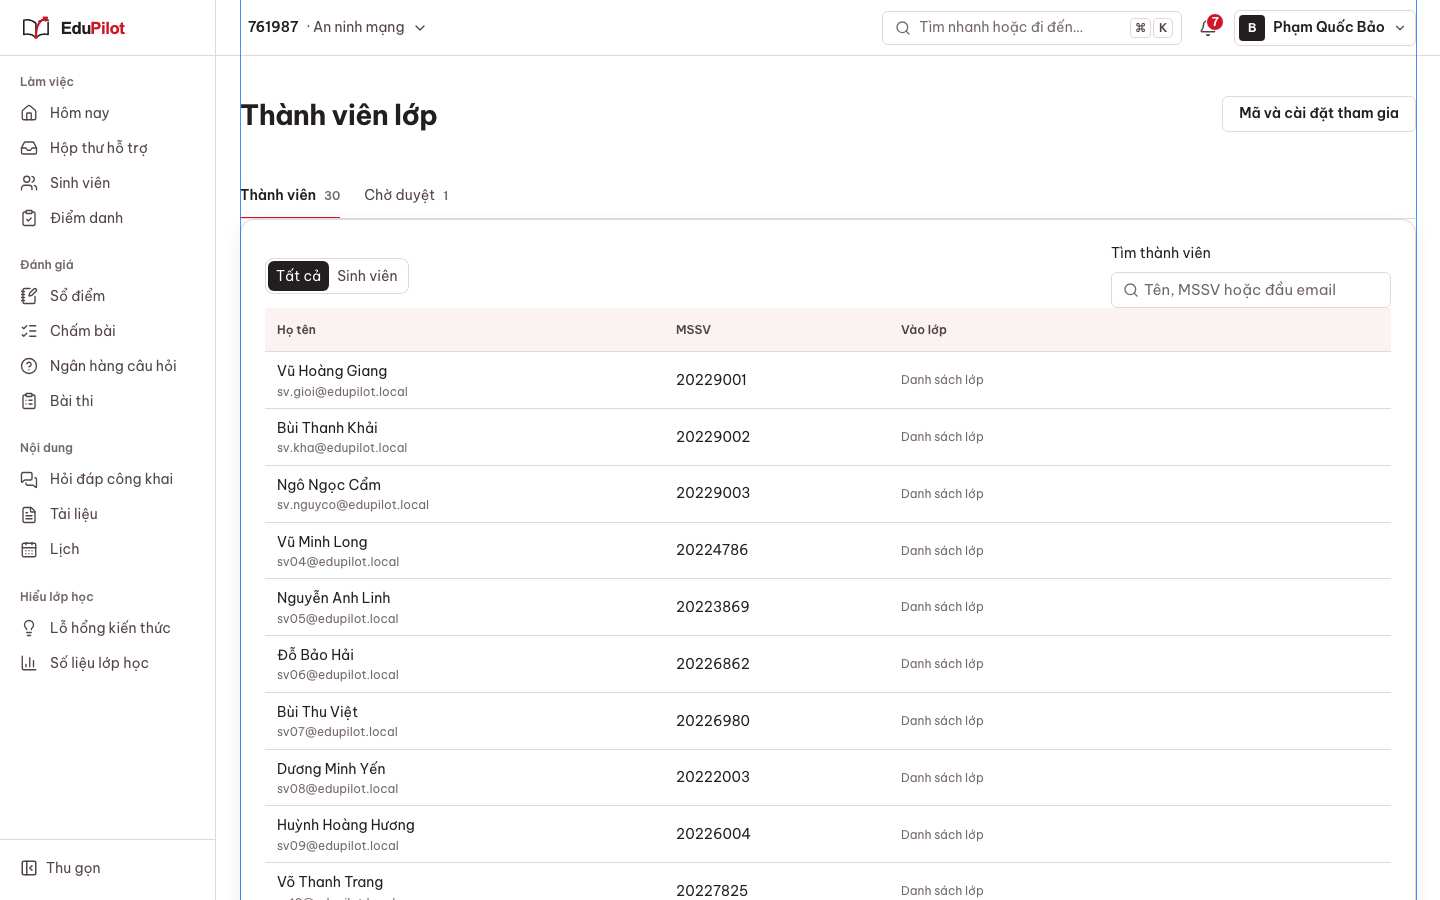 EduPilot
761987 · An ninh mạng
Tìm nhanh hoặc đi đến...
⌘ K
7
B Phạm Quốc Bảo
Làm việc
Hôm nay
Hộp thư hỗ trợ
Sinh viên
Điểm danh
Đánh giá
Sổ điểm
Chấm bài
Ngân hàng câu hỏi
Bài thi
Nội dung
Hỏi đáp công khai
Tài liệu
Lịch
Hiểu lớp học
Lỗ hổng kiến thức
Số liệu lớp học
Thu gọn
Thành viên lớp
Mã và cài đặt tham gia
Thành viên 30
Chờ duyệt 1
Tất cả
Sinh viên
Tìm thành viên
Tên, MSSV hoặc đầu email
Họ tên MSSV Vào lớp
Vũ Hoàng Giang
sv.gioi@edupilot.local
20229001
Danh sách lớp
Bùi Thanh Khải
sv.kha@edupilot.local
20229002
Danh sách lớp
Ngô Ngọc Cẩm
sv.nguyco@edupilot.local
20229003
Danh sách lớp
Vũ Minh Long
sv04@edupilot.local
20224786
Danh sách lớp
Nguyễn Anh Linh
sv05@edupilot.local
20223869
Danh sách lớp
Đỗ Bảo Hải
sv06@edupilot.local
20226862
Danh sách lớp
Bùi Thu Việt
sv07@edupilot.local
20226980
Danh sách lớp
Dương Minh Yến
sv08@edupilot.local
20222003
Danh sách lớp
Huỳnh Hoàng Hương
sv09@edupilot.local
20226004
Danh sách lớp
Võ Thanh Trang
20227825
Danh sách lớp